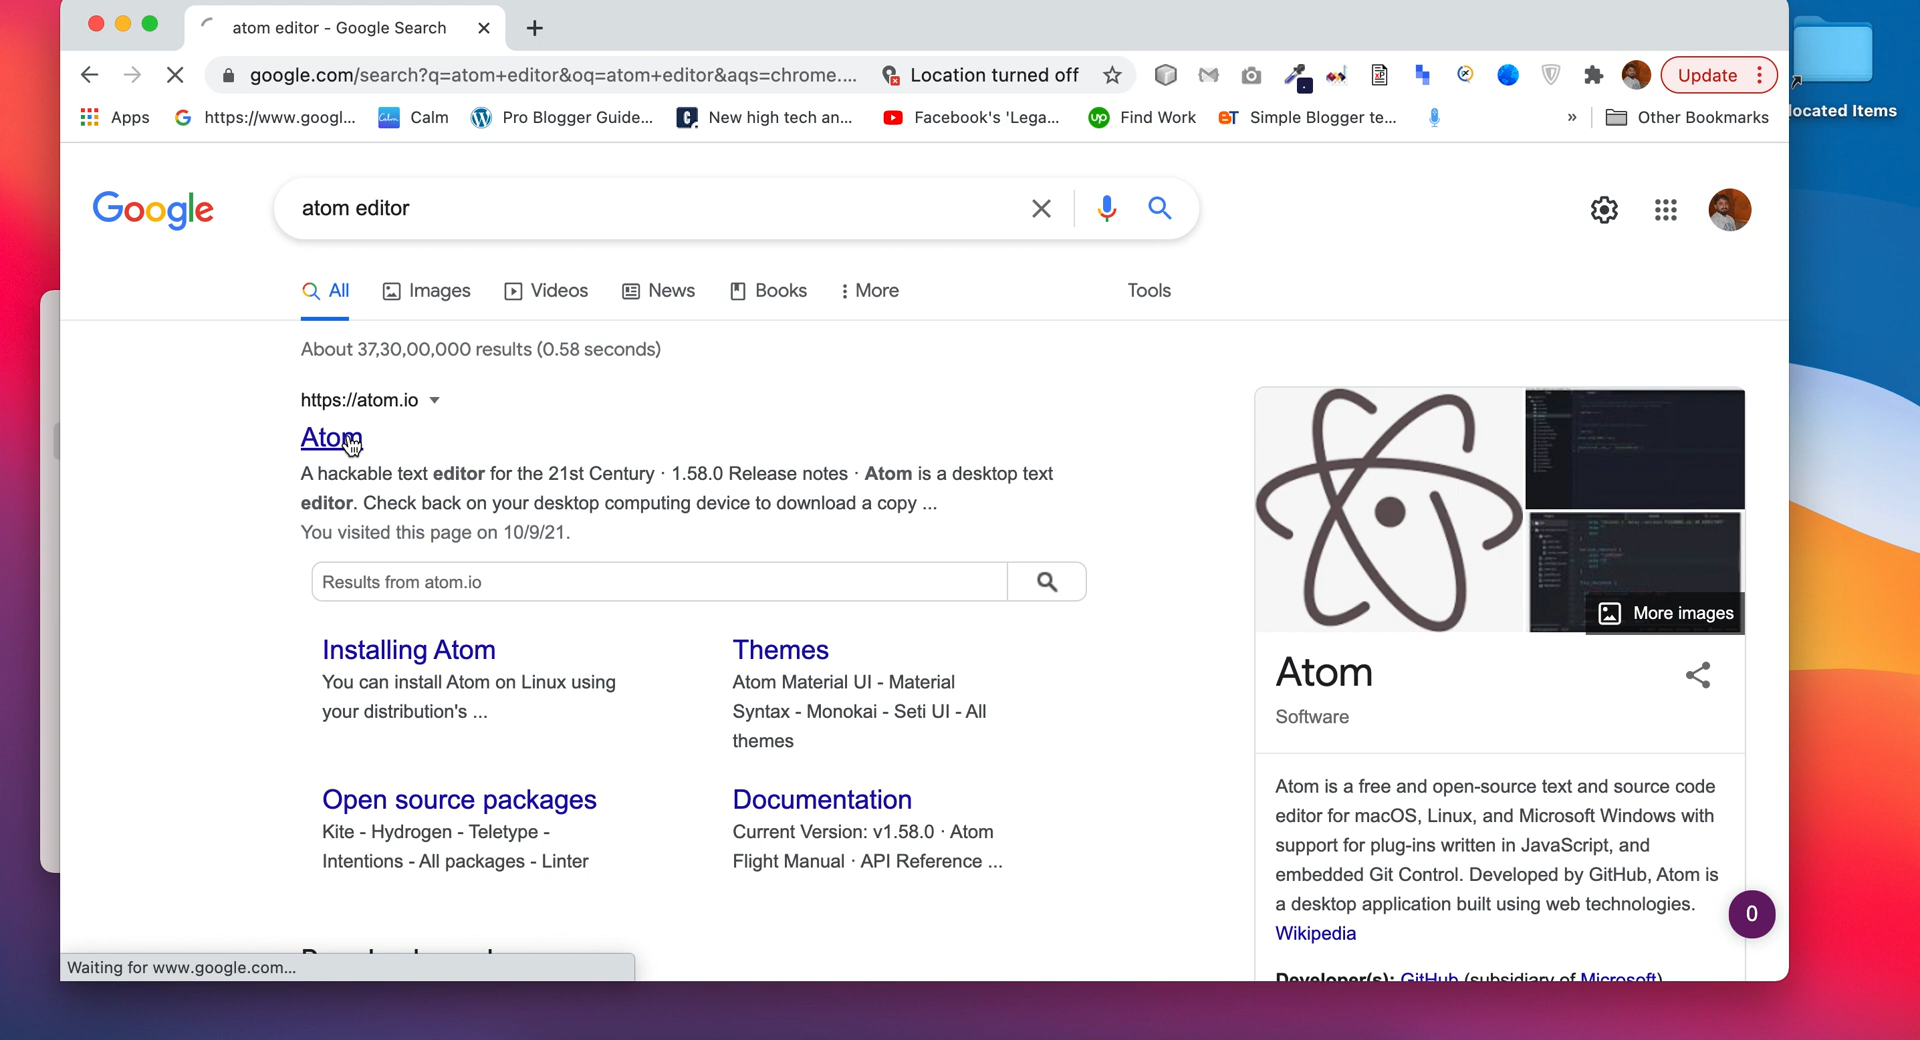 atom editor - Google Search
google.com/search?q=atom+editor&oq=atom+editor&aqs=chrome.... Location turned off Update
Apps https://www.googl... Calm Pro Blogger Guide... New high tech an... Facebook's 'Lega... Find Work Simple Blogger te... » Other Bookmarks
located Items
Google
atom editor
All Images Videos News Books More Tools
About 37,30,00,000 results (0.58 seconds)
https://atom.io
Atom
A hackable text editor for the 21st Century · 1.58.0 Release notes · Atom is a desktop text
editor. Check back on your desktop computing device to download a copy ...
You visited this page on 10/9/21.
Results from atom.io
Installing Atom
You can install Atom on Linux using
your distribution's ...
Themes
Atom Material UI - Material
Syntax - Monokai - Seti UI - All
themes
Open source packages
Kite - Hydrogen - Teletype -
Intentions - All packages - Linter
Documentation
Current Version: v1.58.0 · Atom
Flight Manual · API Reference ...
More images
Atom
Software
Atom is a free and open-source text and source code
editor for macOS, Linux, and Microsoft Windows with
support for plug-ins written in JavaScript, and
embedded Git Control. Developed by GitHub, Atom is
a desktop application built using web technologies.
Wikipedia
Developer(s): GitHub (subsidiary of Microsoft)
0
Waiting for www.google.com...